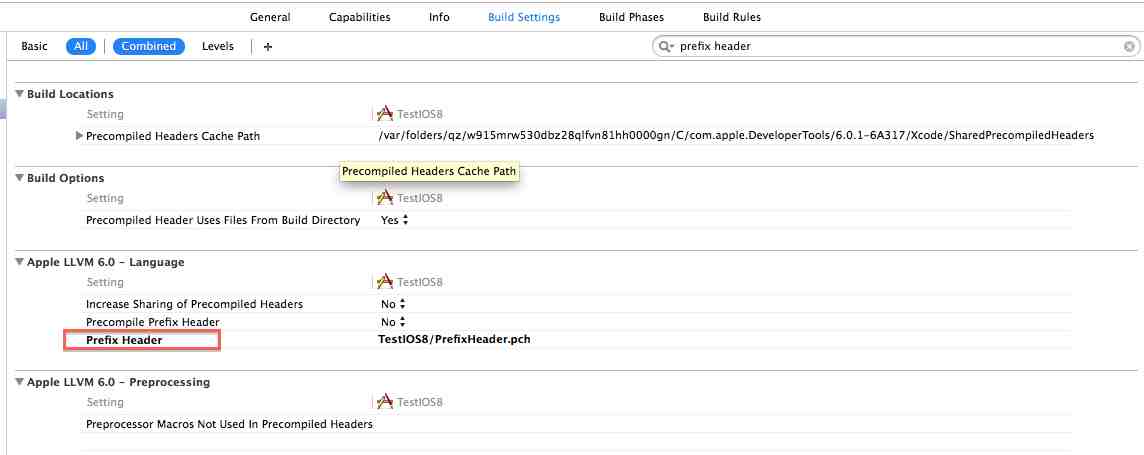 General Capabilities Info Build Settings Build Phases Build Rules
Basic All Combined Levels + prefix header
Build Locations
Setting TestIOS8
Precompiled Headers Cache Path /var/folders/qz/w915mrw530dbz28qlfvn81hh0000gn/C/com.apple.DeveloperTools/6.0.1-6A317/Xcode/SharedPrecompiledHeaders
Precompiled Headers Cache Path
Build Options
Setting TestIOS8
Precompiled Header Uses Files From Build Directory Yes
Apple LLVM 6.0 - Language
Setting TestIOS8
Increase Sharing of Precompiled Headers No
Precompile Prefix Header No
Prefix Header TestIOS8/PrefixHeader.pch
Apple LLVM 6.0 - Preprocessing
Setting TestIOS8
Preprocessor Macros Not Used In Precompiled Headers